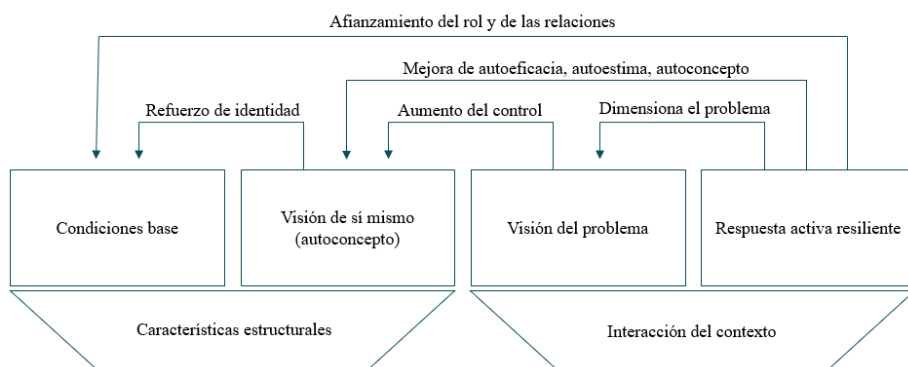 Afianzamiento del rol y de las relaciones
Mejora de autoeficacia, autoestima, autoconcepto
Refuerzo de identidad
Aumento del control
Dimensiona el problema
Condiciones base
Visión de sí mismo
(autoconcepto)
Visión del problema
Respuesta activa resiliente
Características estructurales
Interacción del contexto